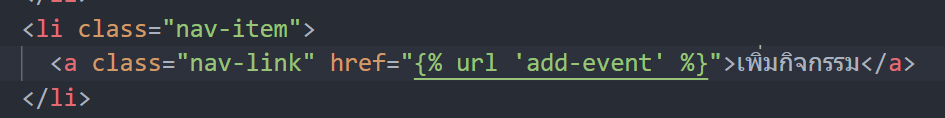 </li>
<li class="nav-item">
<a class="nav-link" href="{% url 'add-event' %}">เพิ่มกิจกรรม</a>
</li>